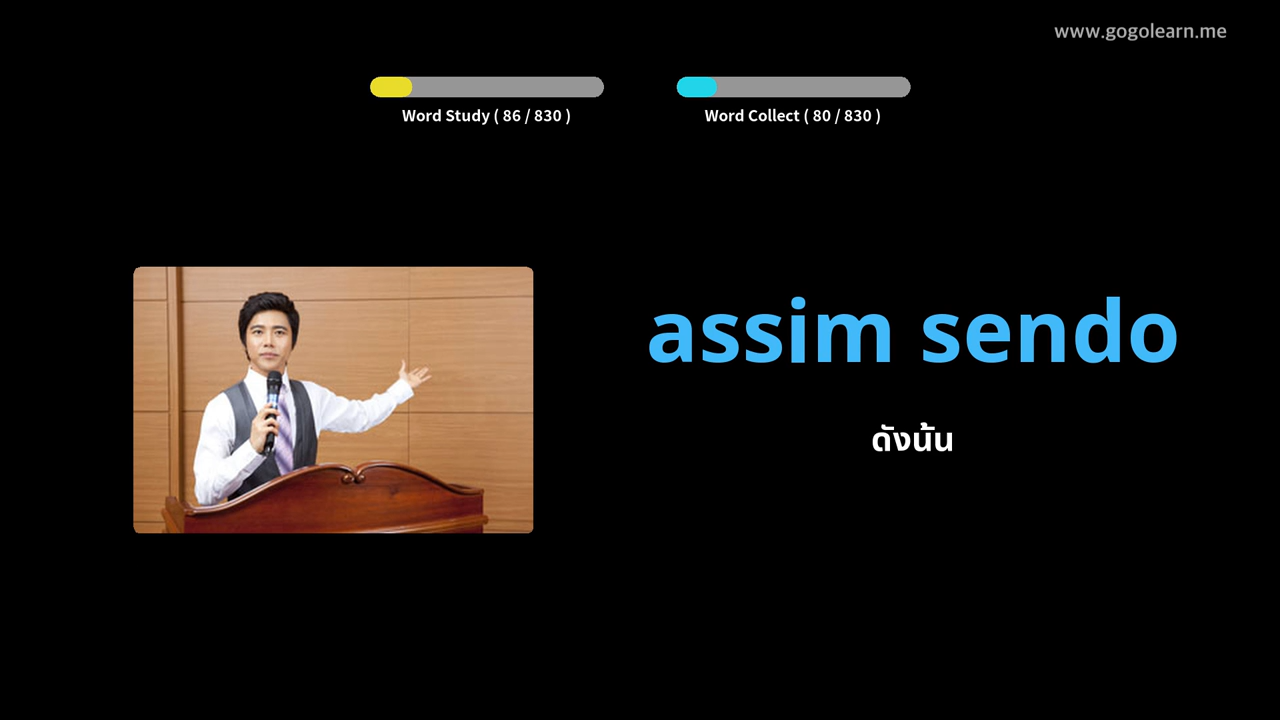 www.gogolearn.me
Word Study ( 86 / 830 )
Word Collect ( 80 / 830 )
assim sendo
ดังนั้น